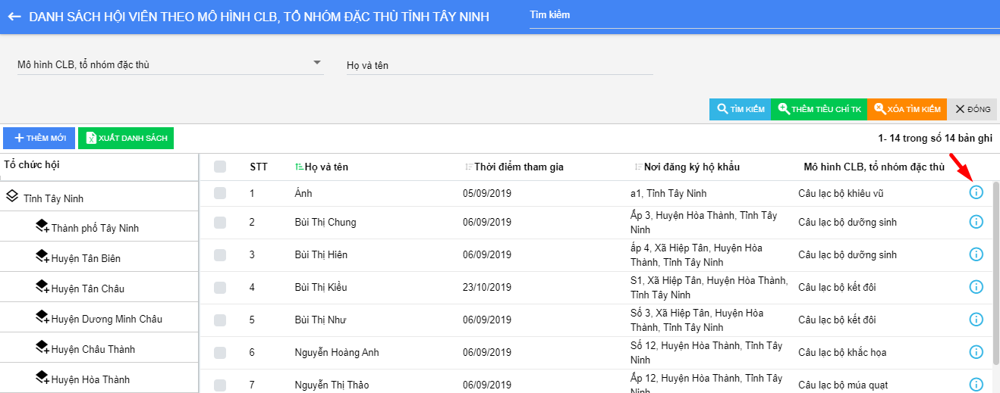 DANH SÁCH HỘI VIÊN THEO MÔ HÌNH CLB, TỔ NHÓM ĐẶC THÙ TỈNH TÂY NINH
Tìm kiếm
Mô hình CLB, tổ nhóm đặc thù
Họ và tên
TÌM KIẾM
THÊM TIÊU CHÍ TK
XÓA TÌM KIẾM
ĐÓNG
THÊM MỚI
XUẤT DANH SÁCH
1- 14 trong số 14 bản ghi
Tổ chức hội
Tỉnh Tây Ninh
Thành phố Tây Ninh
Huyện Tân Biên
Huyện Tân Châu
Huyện Dương Minh Châu
Huyện Châu Thành
Huyện Hòa Thành
STT Họ và tên Thời điểm tham gia Nơi đăng ký hộ khẩu Mô hình CLB, tổ nhóm đặc thù
1 Ánh 05/09/2019 a1, Tỉnh Tây Ninh Câu lạc bộ khiêu vũ
2 Bùi Thị Chung 06/09/2019 Ấp 3, Huyện Hòa Thành, Tỉnh Tây Câu lạc bộ dưỡng sinh
Ninh
3 Bùi Thị Hiên 06/09/2019 ấp 4, Xã Hiệp Tân, Huyện Hòa Câu lạc bộ dưỡng sinh
Thành, Tỉnh Tây Ninh
4 Bùi Thị Kiều 23/10/2019 S1, Xã Hiệp Tân, Huyện Hòa Thành, Câu lạc bộ kết đôi
Tỉnh Tây Ninh
5 Bùi Thị Như 06/09/2019 Số 3, Xã Hiệp Tân, Huyện Hòa Câu lạc bộ kết đôi
Thành, Tỉnh Tây Ninh
6 Nguyễn Hoàng Anh 06/09/2019 Số 12, Huyện Hòa Thành, Tỉnh Tây Câu lạc bộ khắc họa
Ninh
7 Nguyễn Thị Thảo 06/09/2019 Ấp 12, Huyện Hòa Thành, Tỉnh Tây Câu lạc bộ múa quạt
Ninh